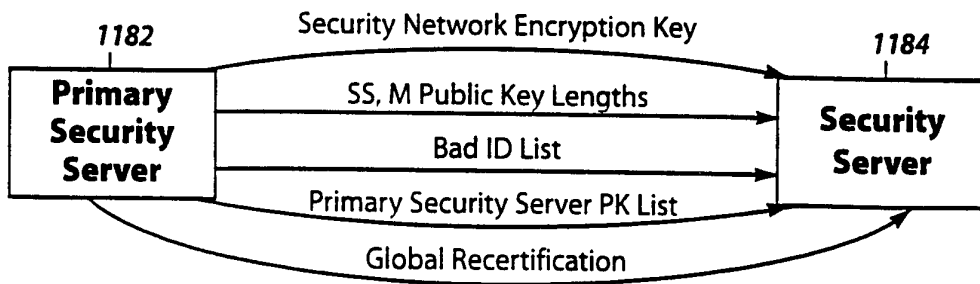 Security Network Encryption Key
1182
1184
Primary
Security
Server
SS, M Public Key Lengths
Bad ID List
Primary Security Server PK List
Global Recertification
Security
Server